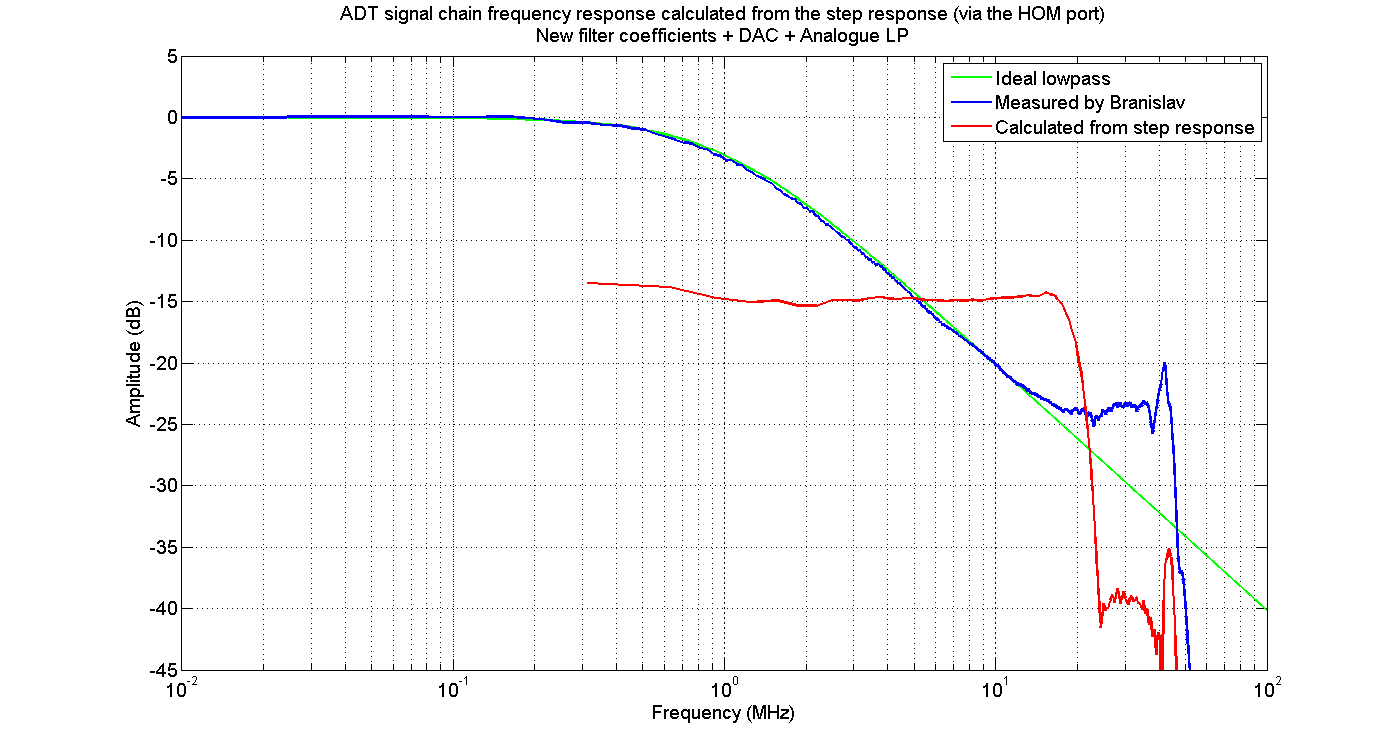 ADT signal chain frequency response calculated from the step response (via the HOM port)
New filter coefficients + DAC + Analogue LP
Ideal lowpass
Measured by Branislav
Calculated from step response
5
0
-5
-10
-15
-20
-25
-30
-35
-40
-45
Amplitude (dB)
10^-2
10^-1
10^0
10^1
10^2
Frequency (MHz)